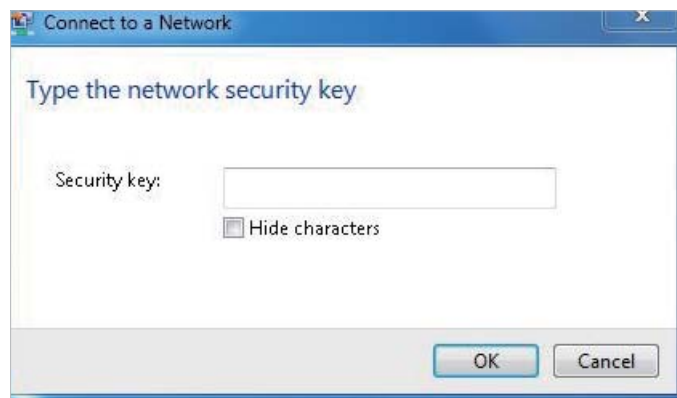 Connect to a Network
Type the network security key
Security key:
Hide characters
OK Cancel